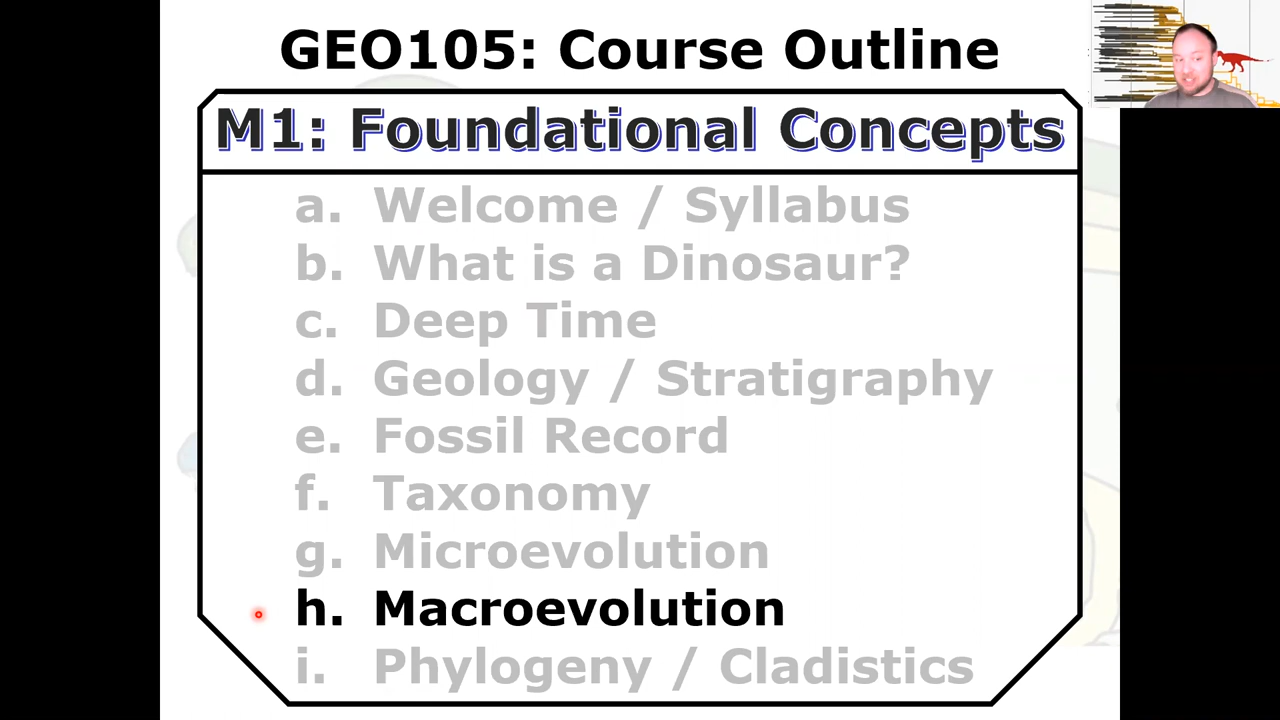 GEO105: Course Outline
M1: Foundational Concepts
a. Welcome / Syllabus
b. What is a Dinosaur?
c. Deep Time
d. Geology / Stratigraphy
e. Fossil Record
f. Taxonomy
g. Microevolution
h. Macroevolution
i. Phylogeny / Cladistics